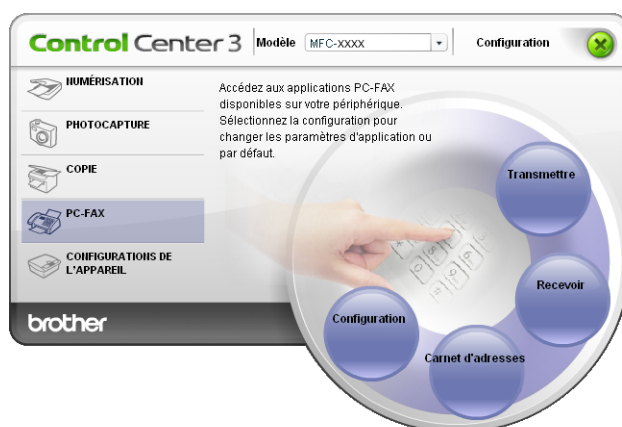 Control Center 3 Modèle MFC-XXXX Configuration
NUMÉRISATION
PHOTOCAPTURE
COPIE
PC-FAX
CONFIGURATIONS DE
L'APPAREIL
brother
Accédez aux applications PC-FAX
disponibles sur votre périphérique.
Sélectionnez la configuration pour
changer les paramètres d'application ou
par défaut.
Transmettre
Recevoir
Carnet d'adresses
Configuration